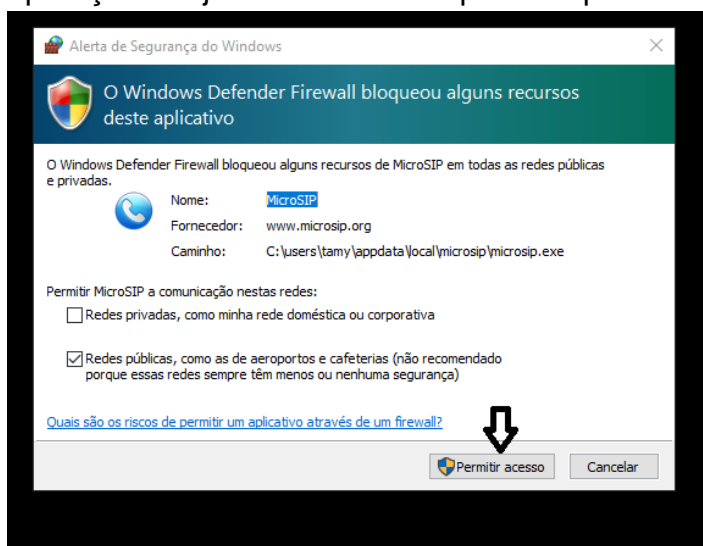 Alerta de Segurança do Windows
O Windows Defender Firewall bloqueou alguns recursos
deste aplicativo
O Windows Defender Firewall bloqueou alguns recursos de MicroSIP em todas as redes públicas
e privadas.
Nome: MicroSIP
Fornecedor: www.microsip.org
Caminho: C:\users\tamy\appdata\local\microsip\microsip.exe
Permitir MicroSIP a comunicação nestas redes:
Redes privadas, como minha rede doméstica ou corporativa
Redes públicas, como as de aeroportos e cafeterias (não recomendado
porque essas redes sempre têm menos ou nenhuma segurança)
Quais são os riscos de permitir um aplicativo através de um firewall?
Permitir acesso Cancelar